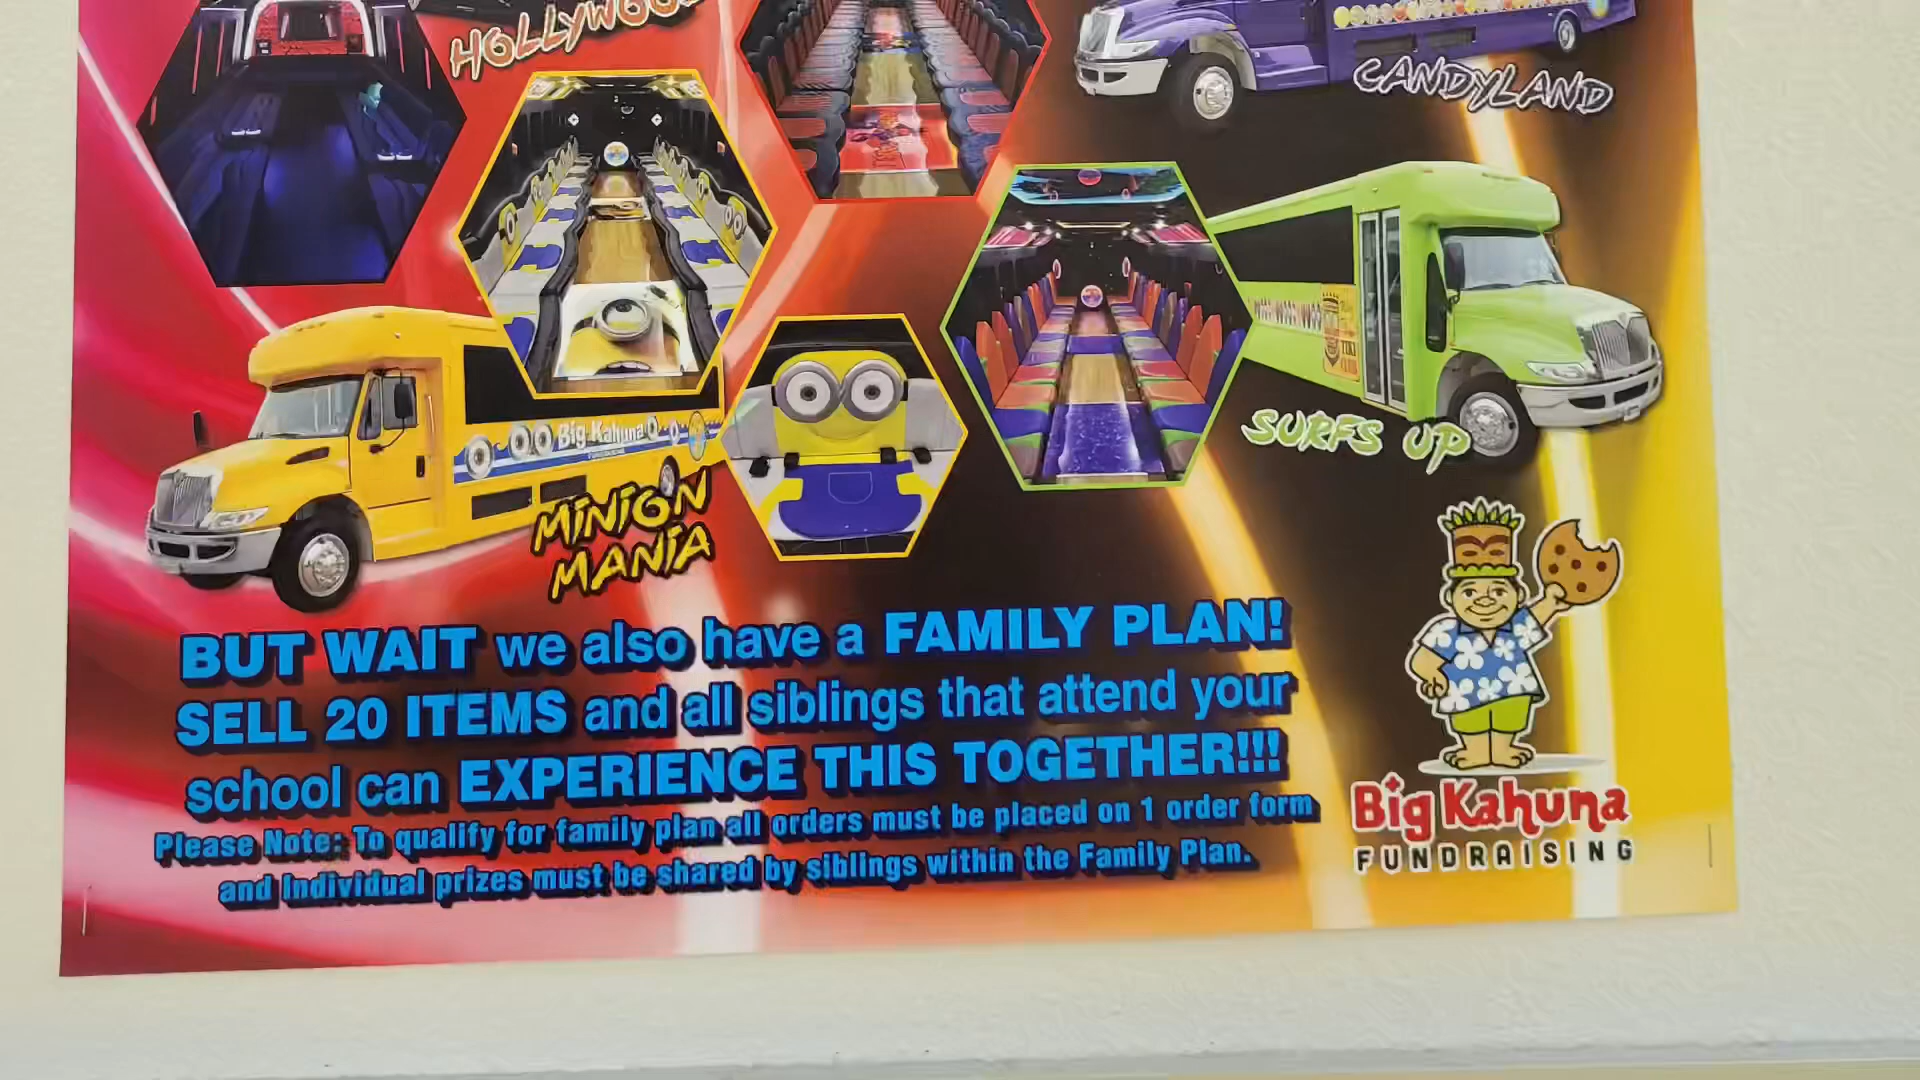 HOLLYWOO
CANDYLAND
SURFS UP
Big Kahuna
MINION
MANIA
BUT WAIT we also have a FAMILY PLAN!
SELL 20 ITEMS and all siblings that attend your
school can EXPERIENCE THIS TOGETHER!!!
Please Note: To qualify for family plan all orders must be placed on 1 order form
and Individual prizes must be shared by siblings within the Family Plan.
Big Kahuna
FUNDRAISING